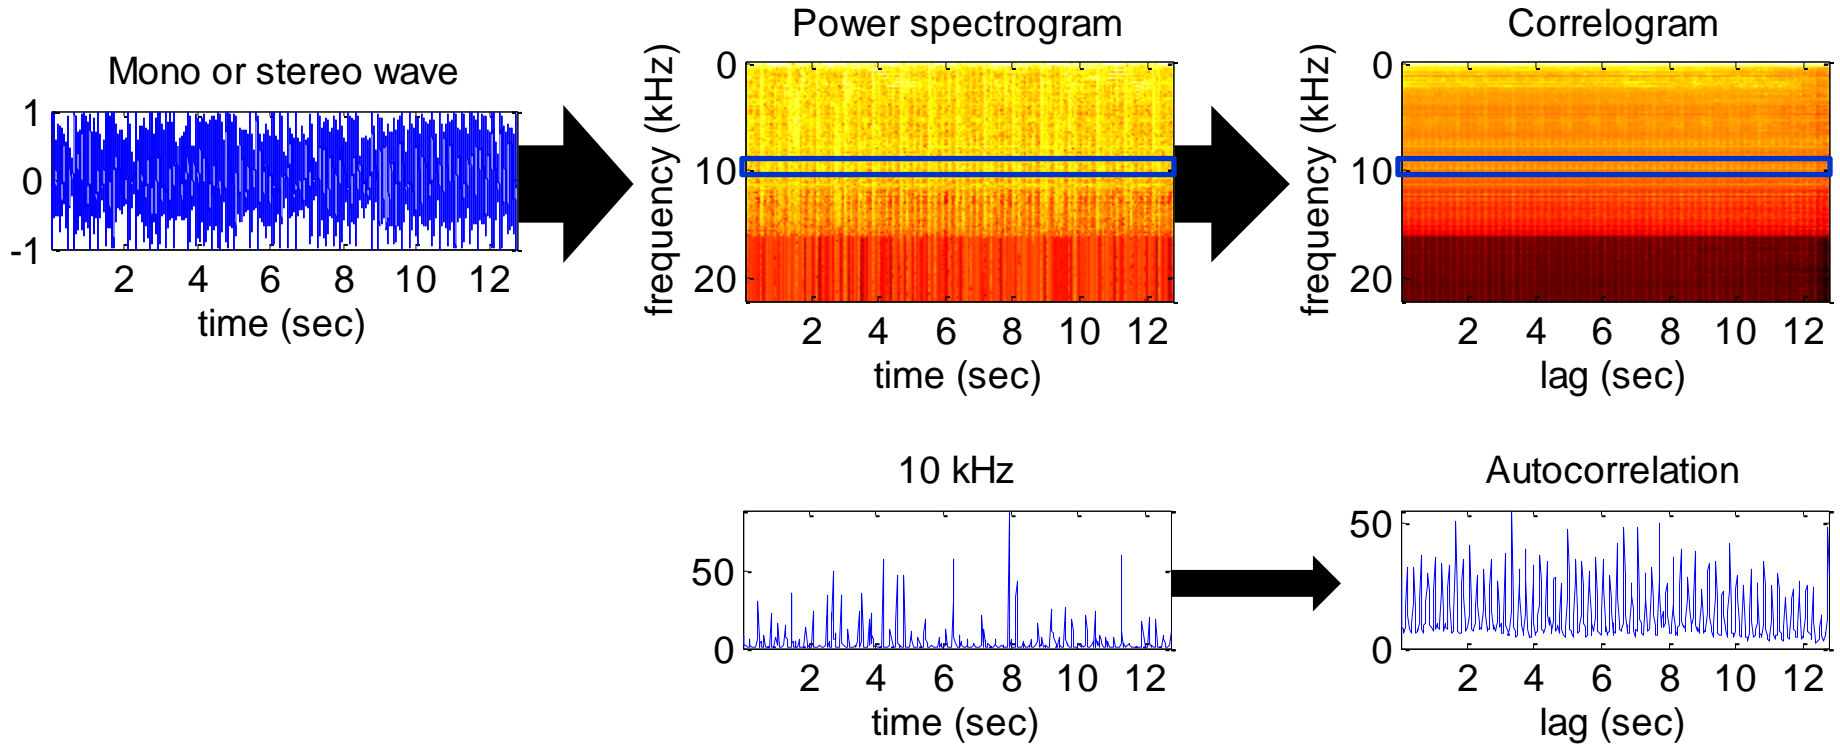 Mono or stereo wave
1
0
-1
2 4 6 8 10 12
time (sec)
Power spectrogram
frequency (kHz)
0
10
20
2 4 6 8 10 12
time (sec)
Correlogram
frequency (kHz)
0
10
20
2 4 6 8 10 12
lag (sec)
10 kHz
50
0
2 4 6 8 10 12
time (sec)
Autocorrelation
50
0
2 4 6 8 10 12
lag (sec)